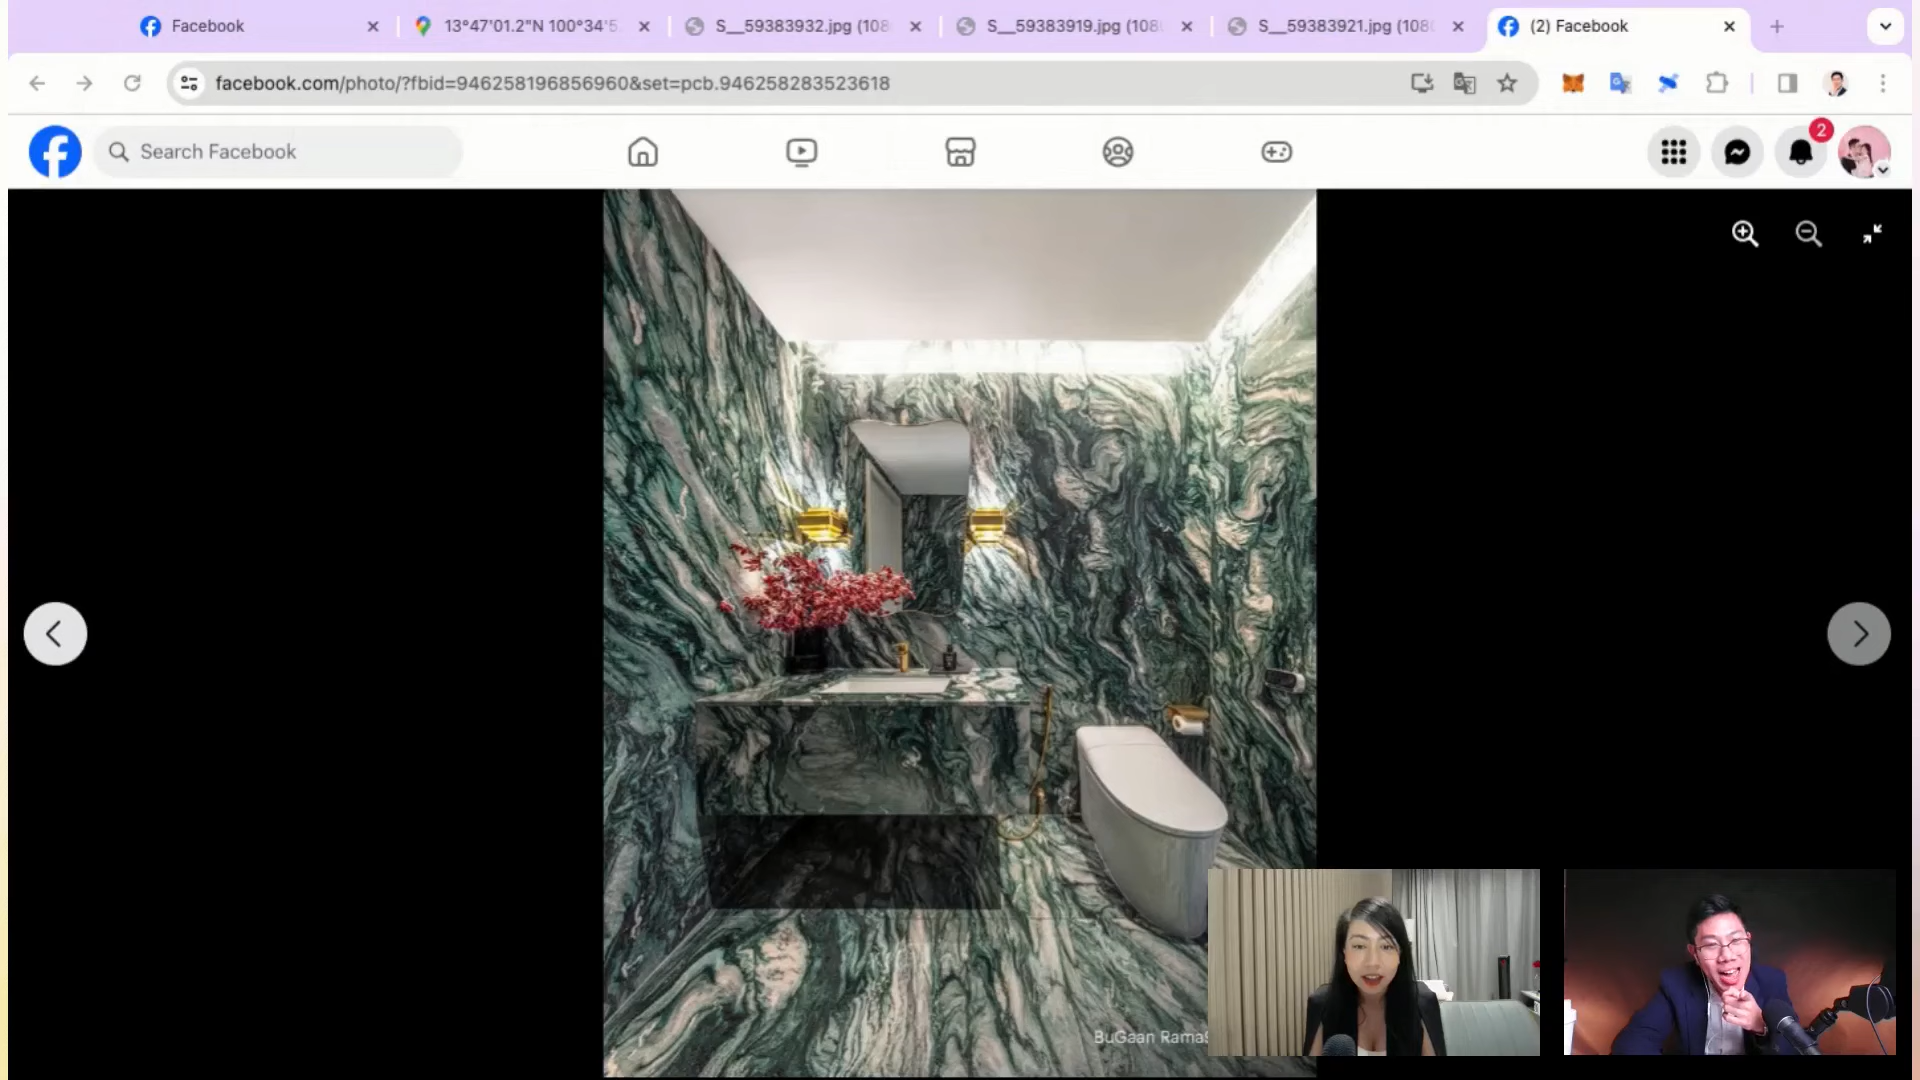 Facebook
13°47'01.2"N 100°34'5
S__59383932.jpg (108
S__59383919.jpg (108
S__59383921.jpg (108
(2) Facebook
facebook.com/photo/?fbid=946258196856960&set=pcb.946258283523618
Search Facebook
2
BuGaan Rama9